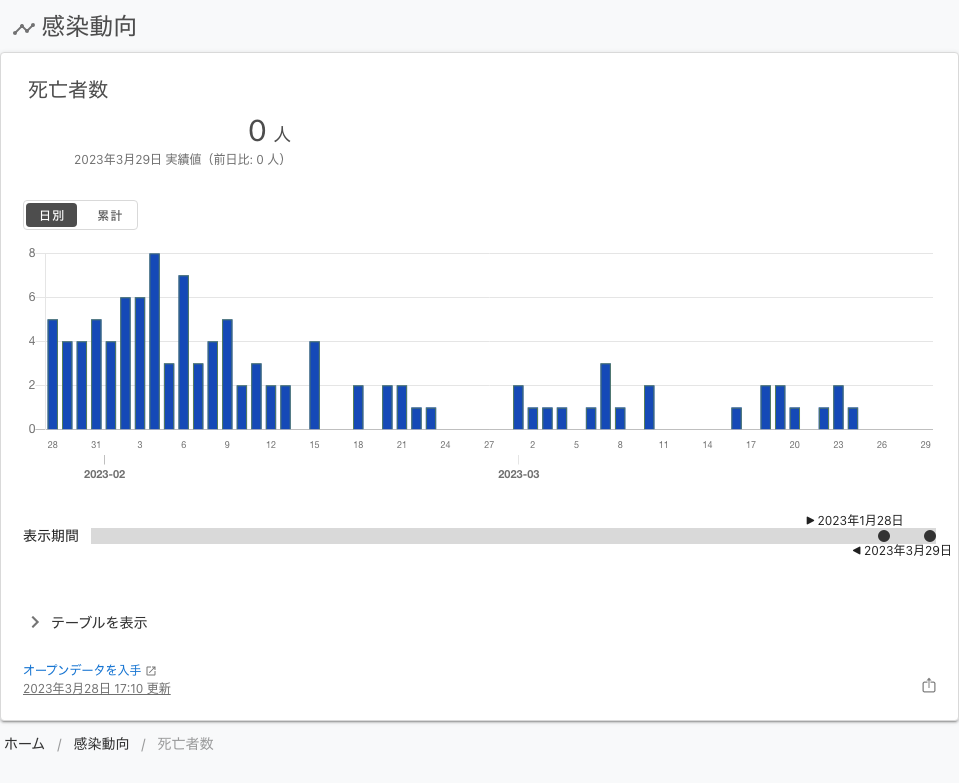 感染動向
死亡者数
0 人
2023年3月29日 実績値（前日比: 0 人）
日別 累計
8
6
4
2
0
28 31 3 6 9 12 15 18 21 24 27 2 5 8 11 14 17 20 23 26 29
2023-02 2023-03
2023年1月28日
表示期間
2023年3月29日
テーブルを表示
オープンデータを入手
2023年3月28日 17:10 更新
ホーム / 感染動向 / 死亡者数